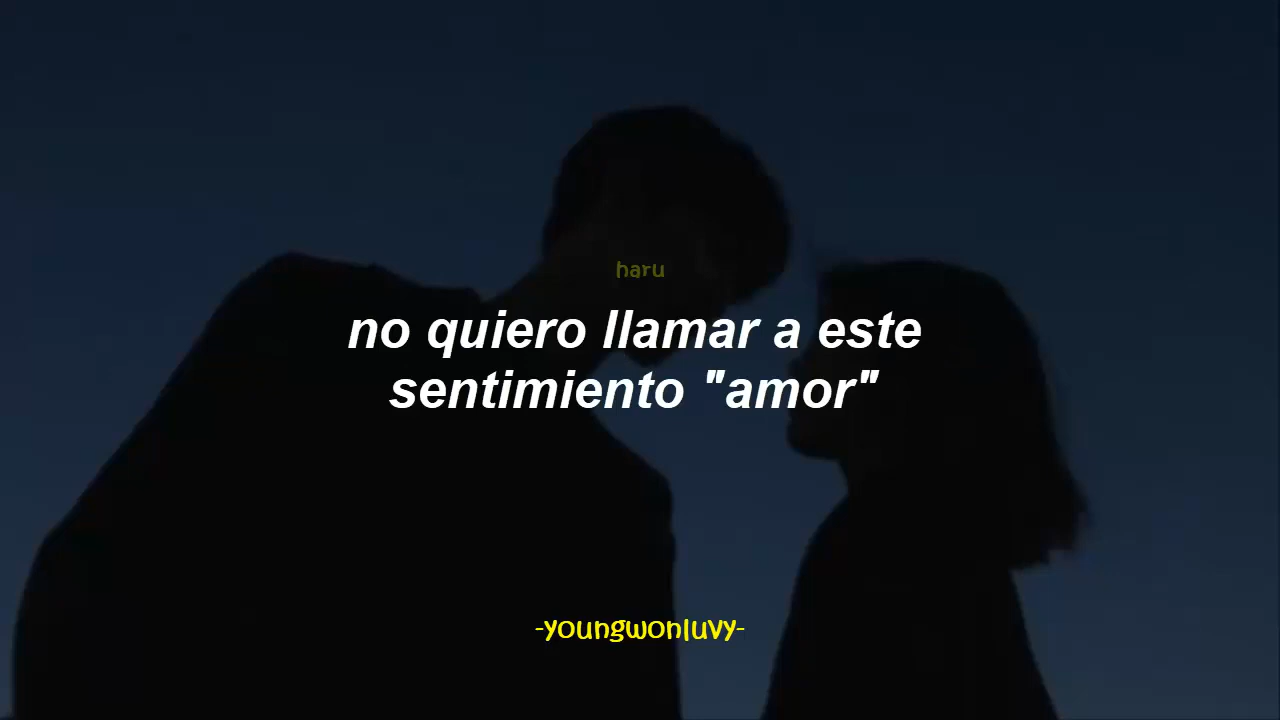 haru
no quiero llamar a este
sentimiento "amor"
-youngwonluvy-